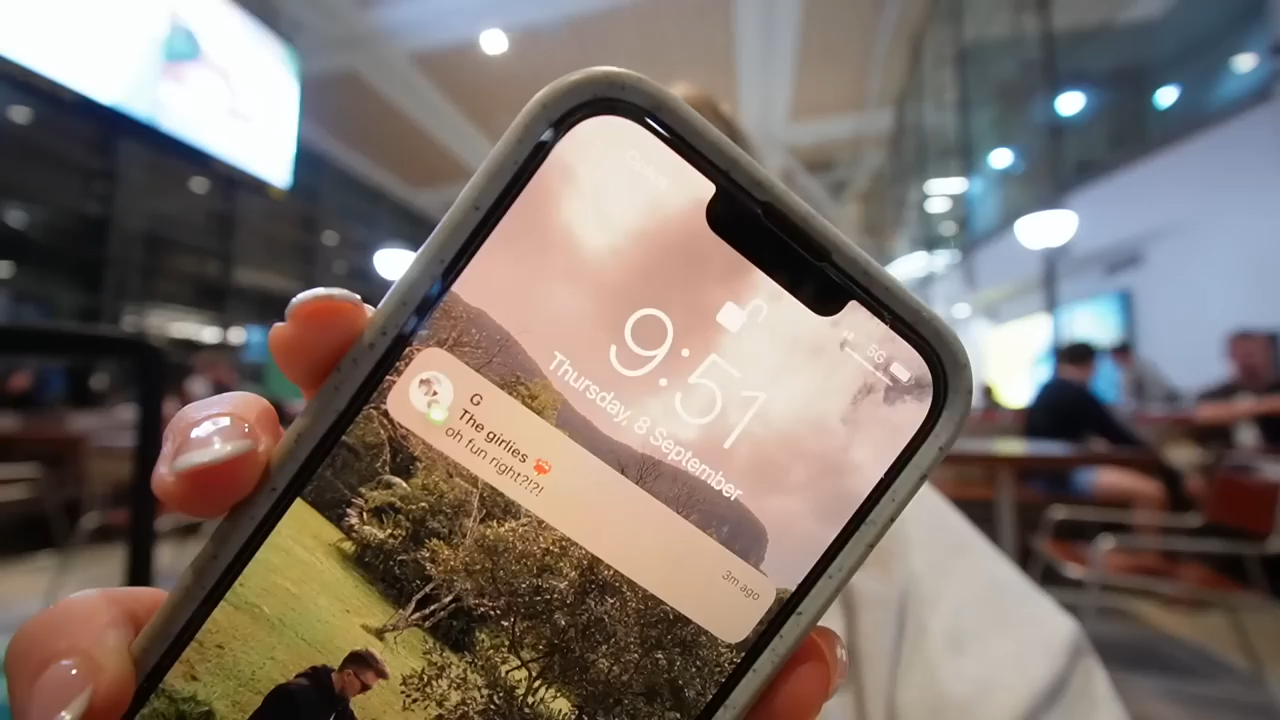 5G
9:51
Thursday, 8 September
G
The girlies 🦀
oh fun right?!?!
3m ago